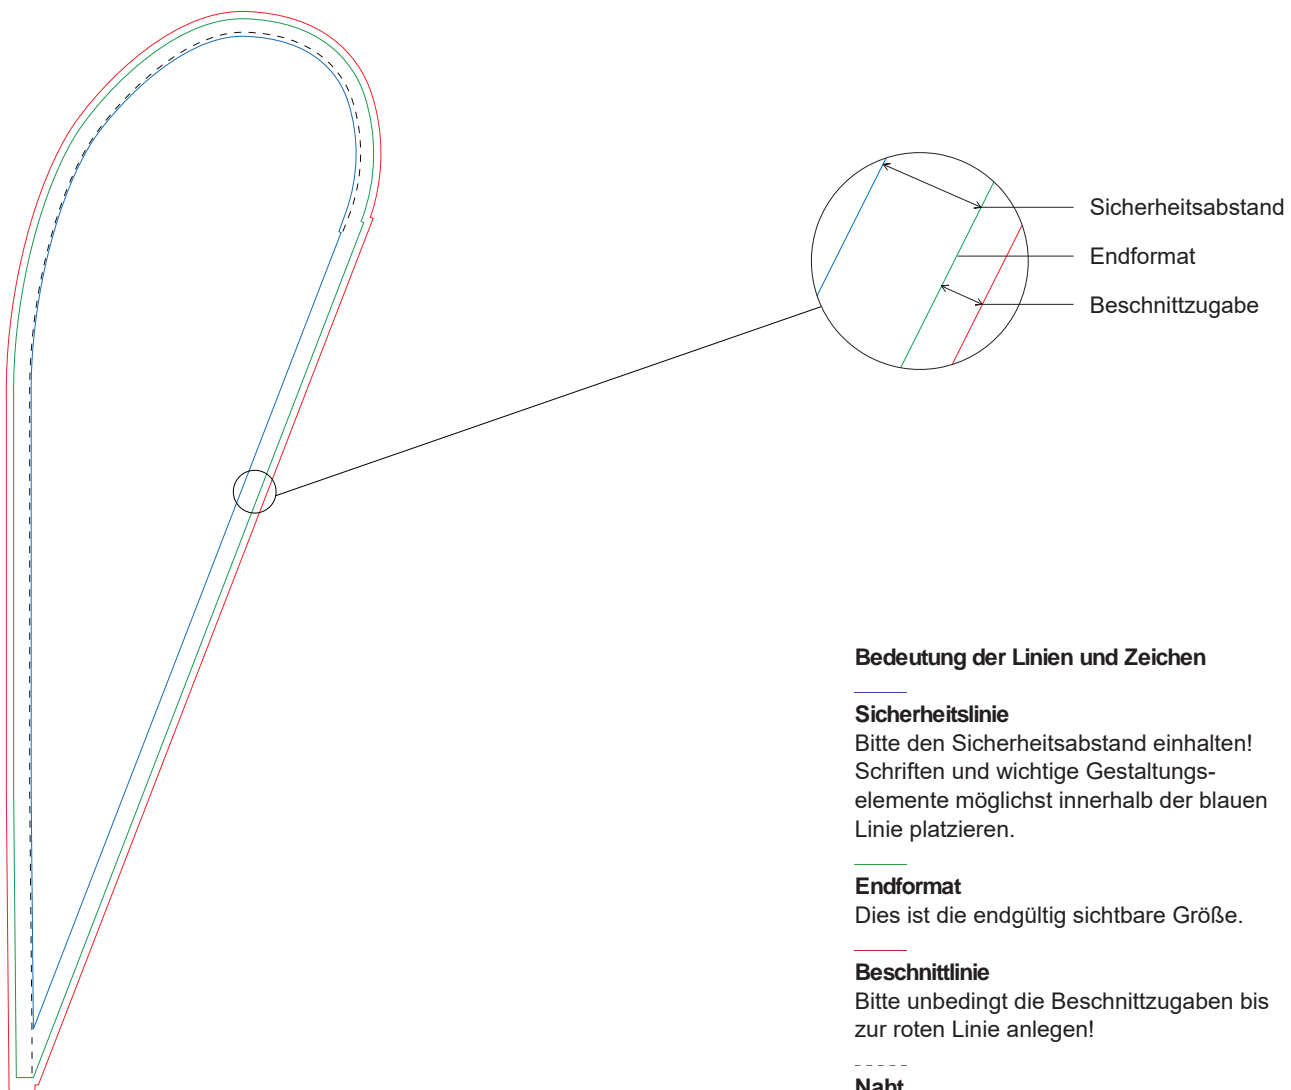 Sicherheitsabstand
Endformat
Beschnittzugabe
Bedeutung der Linien und Zeichen
Sicherheitslinie
Bitte den Sicherheitsabstand einhalten!
Schriften und wichtige Gestaltungs-
elemente möglichst innerhalb der blauen
Linie platzieren.
Endformat
Dies ist die endgültig sichtbare Größe.
Beschnittlinie
Bitte unbedingt die Beschnittzugaben bis
zur roten Linie anlegen!
Naht